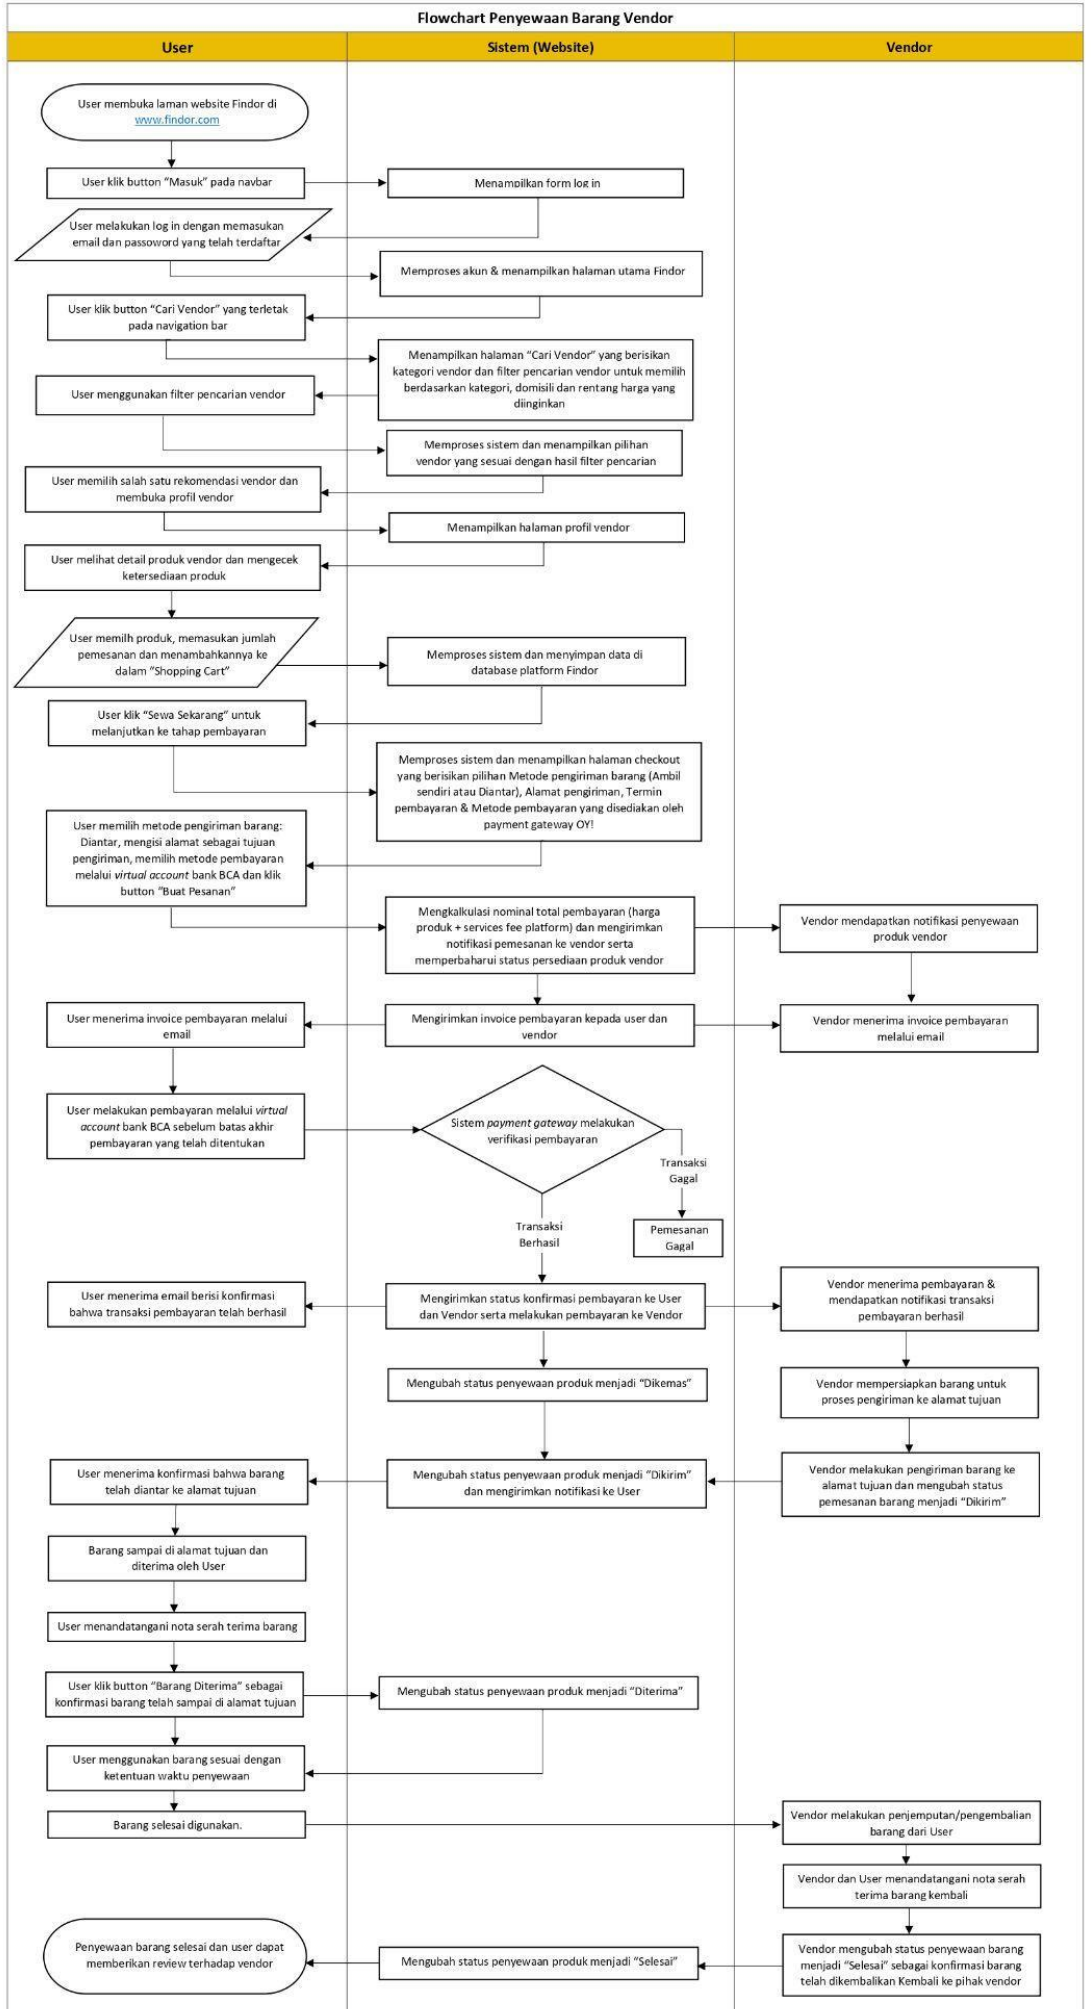 Flowchart Penyewaan Barang Vendor
User
Sistem (Website)
Vendor
User membuka laman website Findor di
www.findor.com
User klik button “Masuk” pada navbar
Menampilkan form log in
User melakukan log in dengan memasukan
email dan passoword yang telah terdaftar
Memproses akun & menampilkan halaman utama Findor
User klik button “Cari Vendor” yang terletak
pada navigation bar
Menampilkan halaman “Cari Vendor” yang berisikan
kategori vendor dan filter pencarian vendor untuk memilih
berdasarkan kategori, domisili dan rentang harga yang
diinginkan
User menggunakan filter pencarian vendor
Memproses sistem dan menampilkan pilihan
vendor yang sesuai dengan hasil filter pencarian
User memilih salah satu rekomendasi vendor dan
membuka profil vendor
Menampilkan halaman profil vendor
User melihat detail produk vendor dan mengecek
ketersediaan produk
User memilh produk, memasukan jumlah
pemesanan dan menambahkannya ke
dalam “Shopping Cart”
Memproses sistem dan menyimpan data di
database platform Findor
User klik “Sewa Sekarang” untuk
melanjutkan ke tahap pembayaran
Memproses sistem dan menampilkan halaman checkout
yang berisikan pilihan Metode pengiriman barang (Ambil
sendiri atau Diantar), Alamat pengiriman, Termin
pembayaran & Metode pembayaran yang disediakan oleh
payment gateway OY!
User memilih metode pengiriman barang:
Diantar, mengisi alamat sebagai tujuan
pengiriman, memilih metode pembayaran
melalui virtual account bank BCA dan klik
button “Buat Pesanan”
Mengkalkulasi nominal total pembayaran (harga
produk + services fee platform) dan mengirimkan
notifikasi pemesanan ke vendor serta
memperbaharui status persediaan produk vendor
Vendor mendapatkan notifikasi penyewaan
produk vendor
User menerima invoice pembayaran melalui
email
Mengirimkan invoice pembayaran kepada user dan
vendor
Vendor menerima invoice pembayaran
melalui email
User melakukan pembayaran melalui virtual
account bank BCA sebelum batas akhir
pembayaran yang telah ditentukan
Sistem payment gateway melakukan
verifikasi pembayaran
Transaksi
Gagal
Transaksi
Berhasil
Pemesanan
Gagal
User menerima email berisi konfirmasi
bahwa transaksi pembayaran telah berhasil
Mengirimkan status konfirmasi pembayaran ke User
dan Vendor serta melakukan pembayaran ke Vendor
Vendor menerima pembayaran &
mendapatkan notifikasi transaksi
pembayaran berhasil
Mengubah status penyewaan produk menjadi “Dikemas”
Vendor mempersiapkan barang untuk
proses pengiriman ke alamat tujuan
User menerima konfirmasi bahwa barang
telah diantar ke alamat tujuan
Mengubah status penyewaan produk menjadi “Dikirim”
dan mengirimkan notifikasi ke User
Vendor melakukan pengiriman barang ke
alamat tujuan dan mengubah status
pemesanan barang menjadi “Dikirim”
Barang sampai di alamat tujuan dan
diterima oleh User
User menandatangani nota serah terima barang
User klik button “Barang Diterima” sebagai
konfirmasi barang telah sampai di alamat tujuan
Mengubah status penyewaan produk menjadi “Diterima”
User menggunakan barang sesuai dengan
ketentuan waktu penyewaan
Barang selesai digunakan.
Vendor melakukan penjemputan/pengembalian
barang dari User
Vendor dan User menandatangani nota serah
terima barang kembali
Penyewaan barang selesai dan user dapat
memberikan review terhadap vendor
Mengubah status penyewaan produk menjadi “Selesai”
Vendor mengubah status penyewaan barang
menjadi “Selesai” sebagai konfirmasi barang
telah dikembalikan Kembali ke pihak vendor